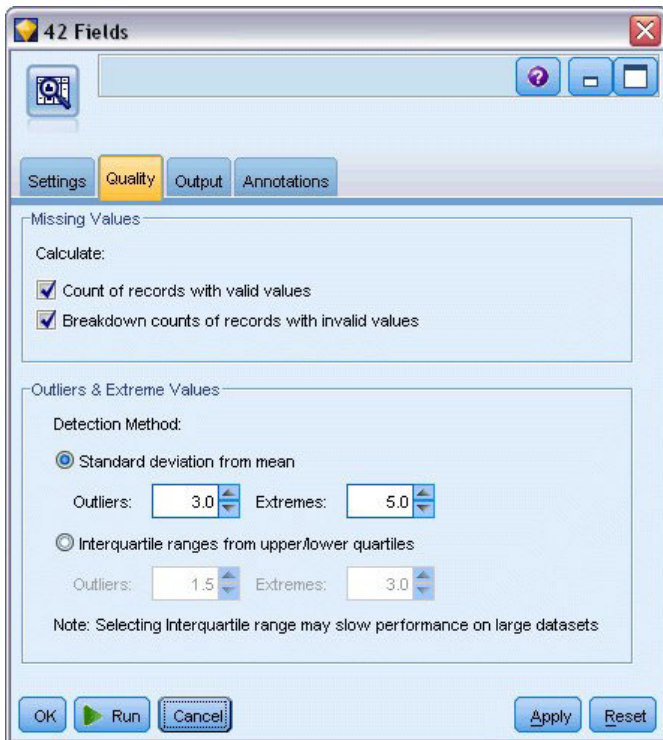 42 Fields
Settings Quality Output Annotations
Missing Values
Calculate:
Count of records with valid values
Breakdown counts of records with invalid values
Outliers & Extreme Values
Detection Method:
Standard deviation from mean
Outliers: 3.0 Extremes: 5.0
Interquartile ranges from upper/lower quartiles
Outliers: 1.5 Extremes: 3.0
Note: Selecting Interquartile range may slow performance on large datasets
OK Run Cancel Apply Reset